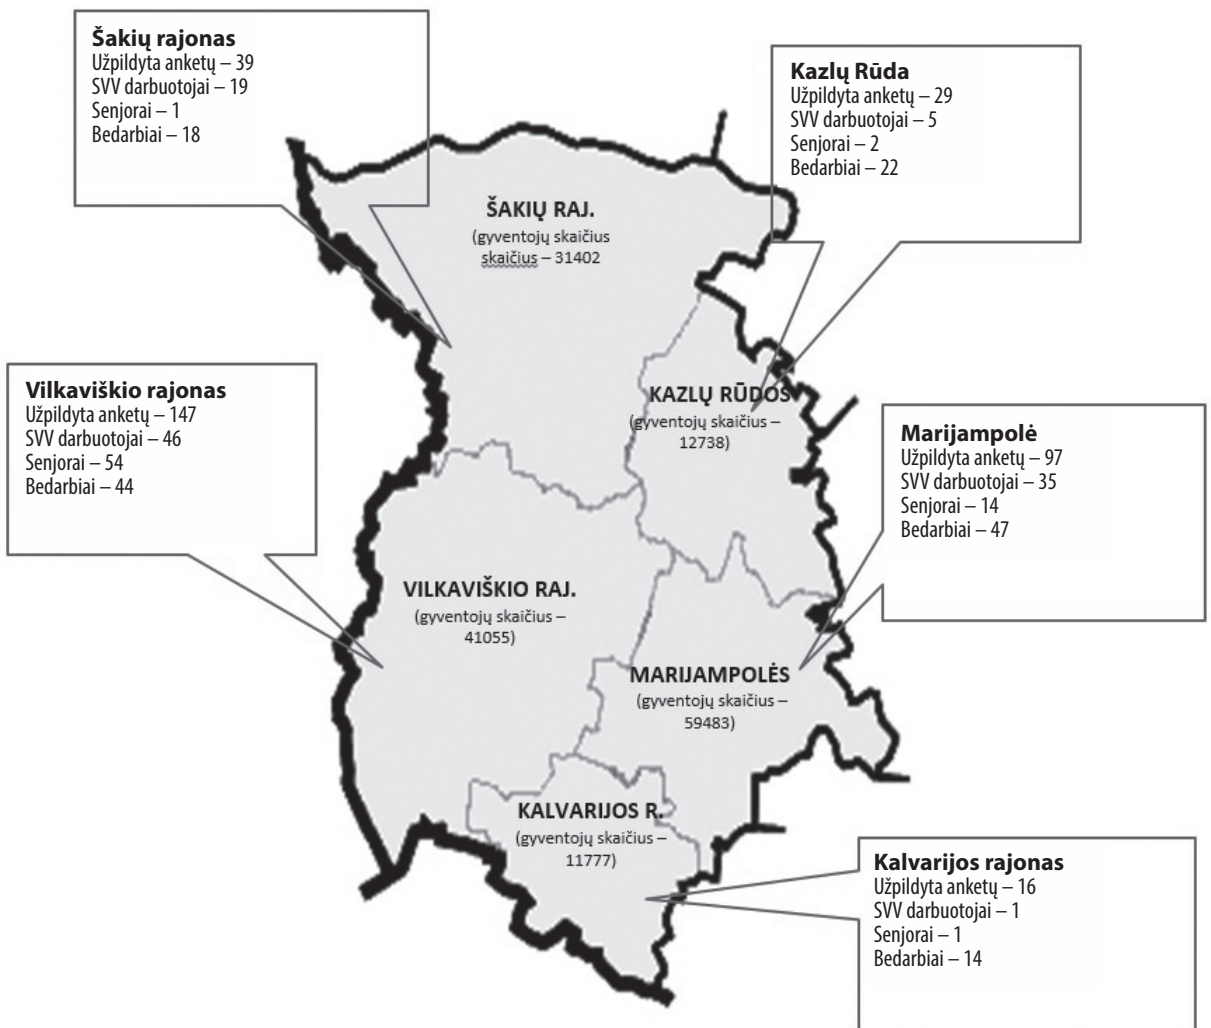 Šakių rajonas
Užpildyta anketų – 39
SVV darbuotojai – 19
Senjorai – 1
Bedarbiai – 18
Kazlų Rūda
Užpildyta anketų – 29
SVV darbuotojai – 5
Senjorai – 2
Bedarbiai – 22
ŠAKIŲ RAJ.
(gyventojų skaičius
skaičius – 31402
Vilkaviškio rajonas
Užpildyta anketų – 147
SVV darbuotojai – 46
Senjorai – 54
Bedarbiai – 44
KAZLŲ RŪDOS
(gyventojų skaičius –
12738)
Marijampolė
Užpildyta anketų – 97
SVV darbuotojai – 35
Senjorai – 14
Bedarbiai – 47
VILKAVIŠKIO RAJ.
(gyventojų skaičius –
41055)
MARIJAMPOLĖS
(gyventojų skaičius –
59483)
KALVARIJOS R.
(gyventojų skaičius –
11777)
Kalvarijos rajonas
Užpildyta anketų – 16
SVV darbuotojai – 1
Senjorai – 1
Bedarbiai – 14